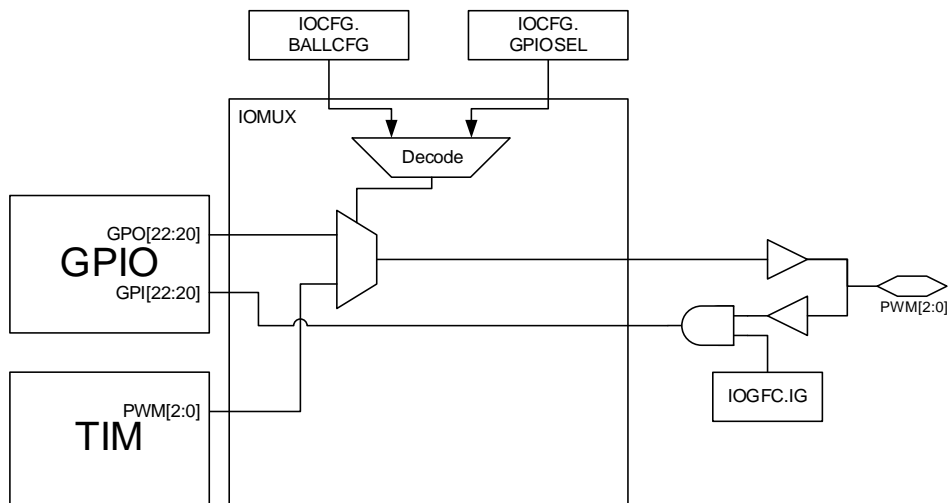 IOCFG.
BALLCFG
IOCFG.
GPIOSEL
IOMUX
Decode
GPO[22:20]
GPIO
GPI[22:20]
PWM[2:0]
IOGFC.IG
PWM[2:0]
TIM